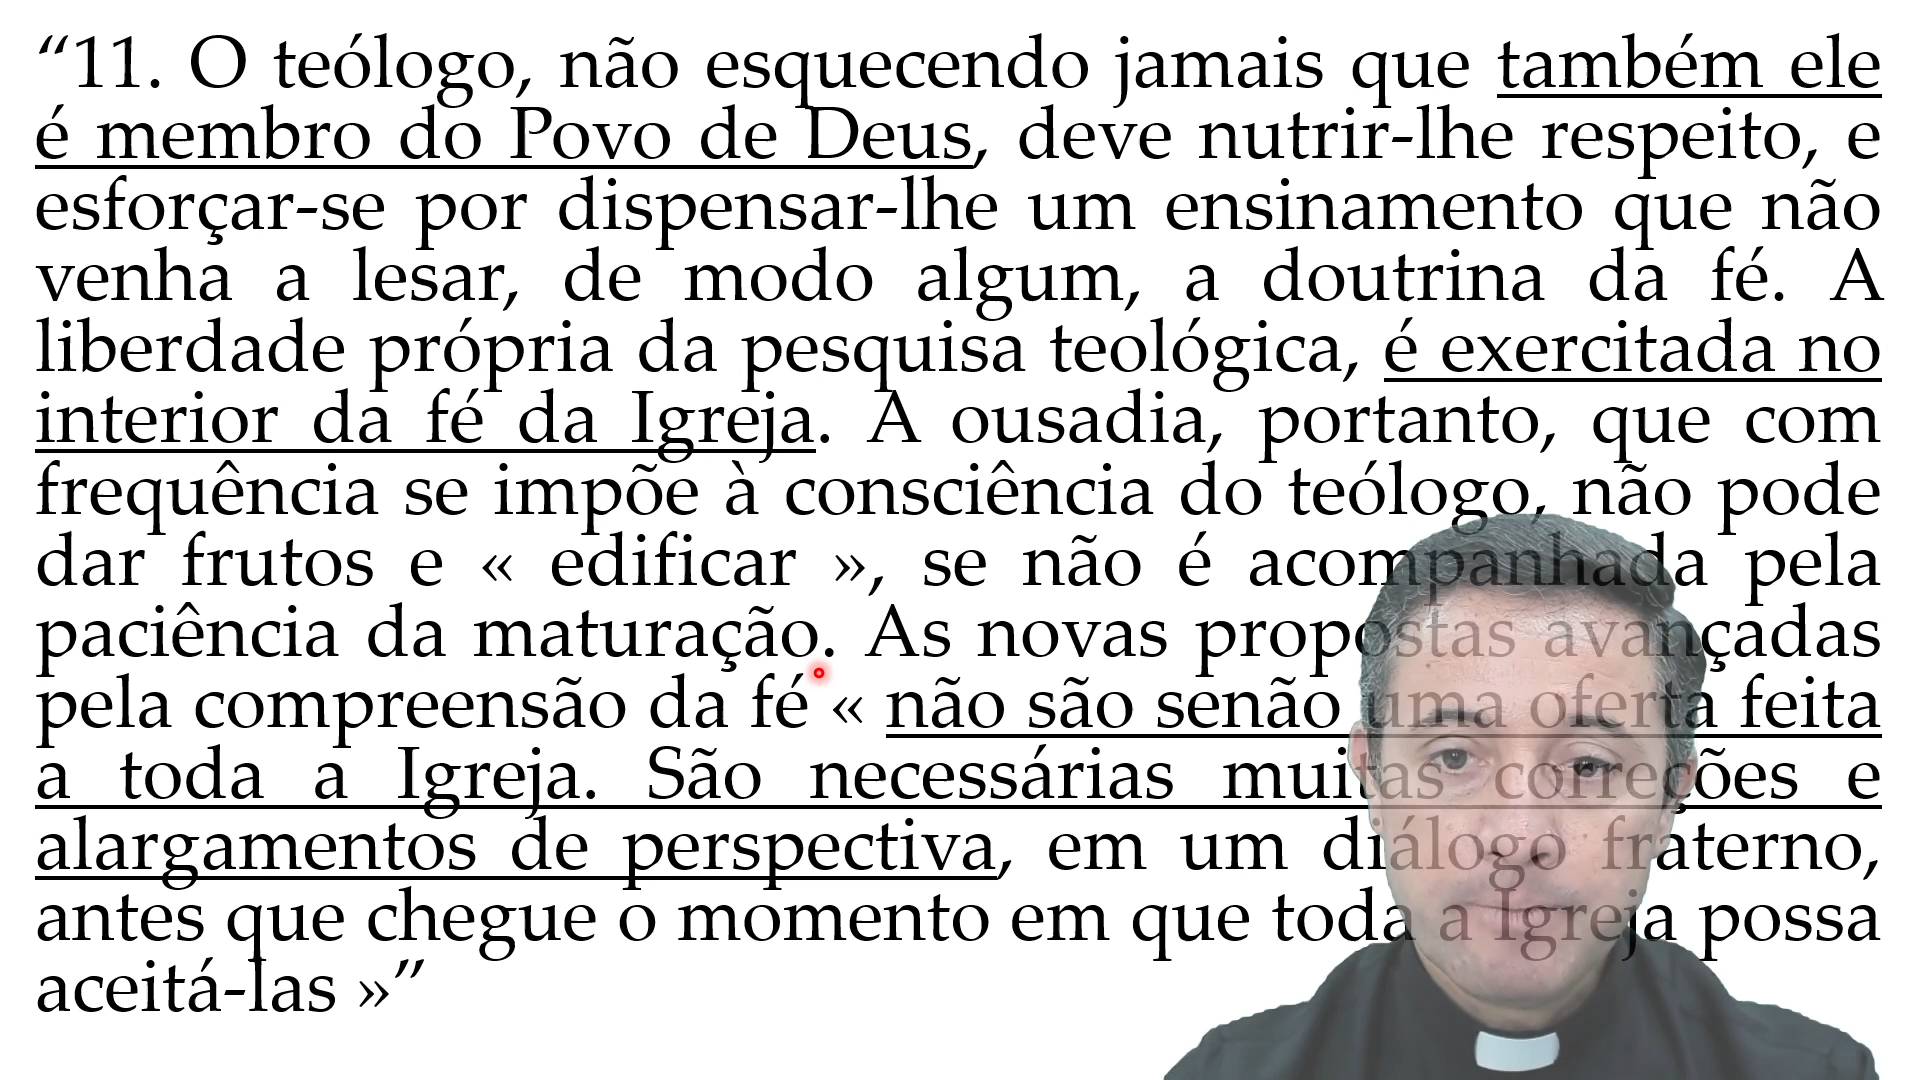 “11. O teólogo, não esquecendo jamais que também ele
é membro do Povo de Deus, deve nutrir-lhe respeito, e
esforçar-se por dispensar-lhe um ensinamento que não
venha a lesar, de modo algum, a doutrina da fé. A
liberdade própria da pesquisa teológica, é exercitada no
interior da fé da Igreja. A ousadia, portanto, que com
frequência se impõe à consciência do teólogo, não pode
dar frutos e « edificar », se não é acompanhada pela
paciência da maturação. As novas propostas avançadas
pela compreensão da fé « não são senão uma oferta feita
a toda a Igreja. São necessárias muitas correções e
alargamentos de perspectiva, em um diálogo fraterno,
antes que chegue o momento em que toda a Igreja possa
aceitá-las »”